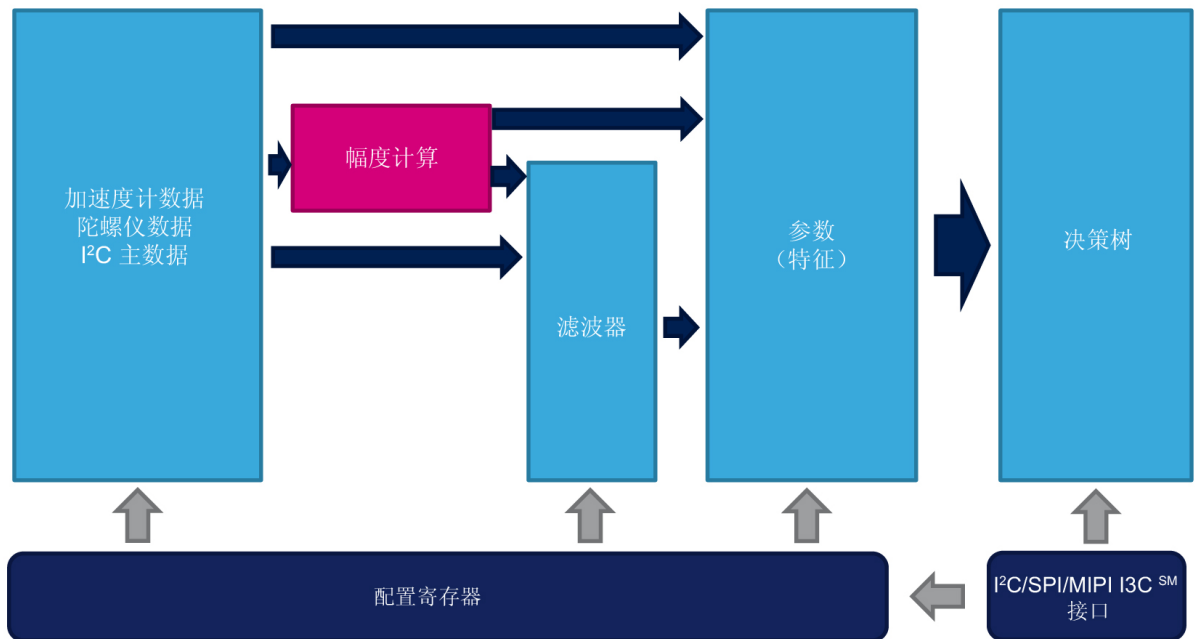 加速度计数据
陀螺仪数据
I²C 主数据
幅度计算
滤波器
参数
（特征）
决策树
配置寄存器
I²C/SPI/MIPI I3C ℠
接口